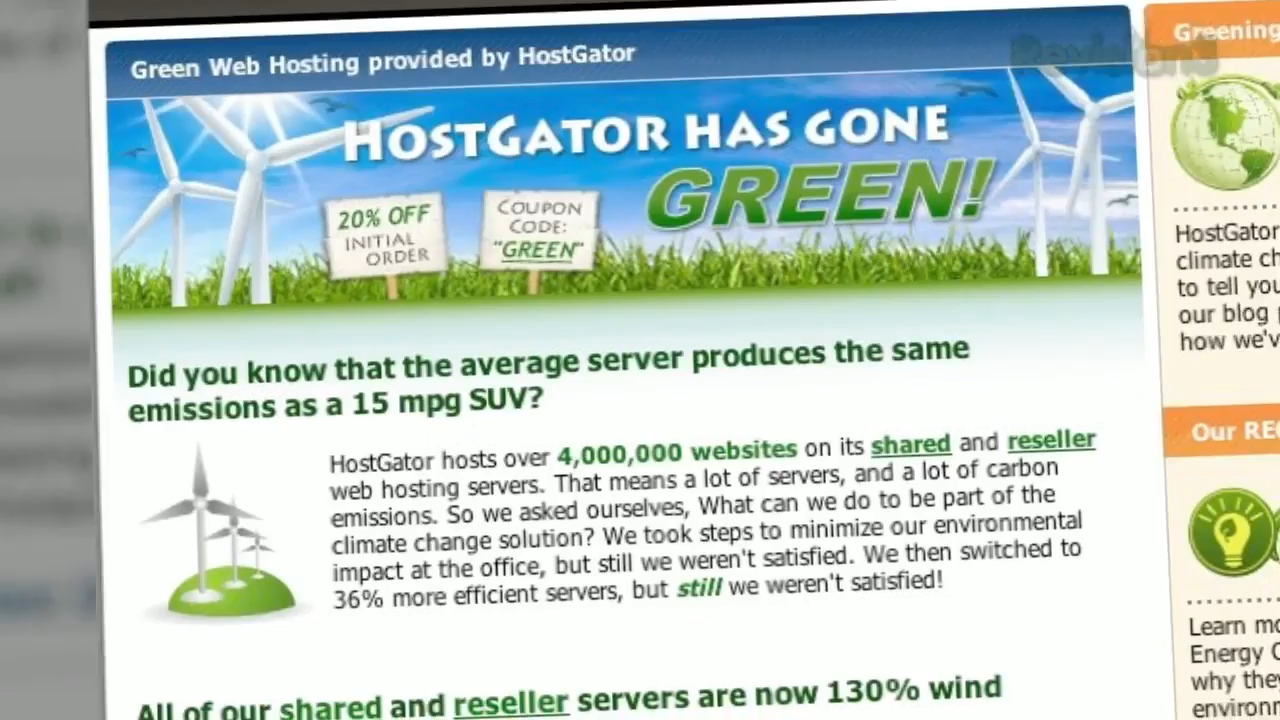 Green Web Hosting provided by HostGator
HostGator has gone
GREEN!
20% OFF
INITIAL
ORDER
COUPON
CODE:
"GREEN"
Did you know that the average server produces the same
emissions as a 15 mpg SUV?
HostGator hosts over 4,000,000 websites on its shared and reseller
web hosting servers. That means a lot of servers, and a lot of carbon
emissions. So we asked ourselves, What can we do to be part of the
climate change solution? We took steps to minimize our environmental
impact at the office, but still we weren't satisfied. We then switched to
36% more efficient servers, but still we weren't satisfied!
All of our shared and reseller servers are now 130% wind
Greening
HostGator
climate ch
to tell you
our blog
how we'v
Our RE
Learn mo
Energy C
why they
environm